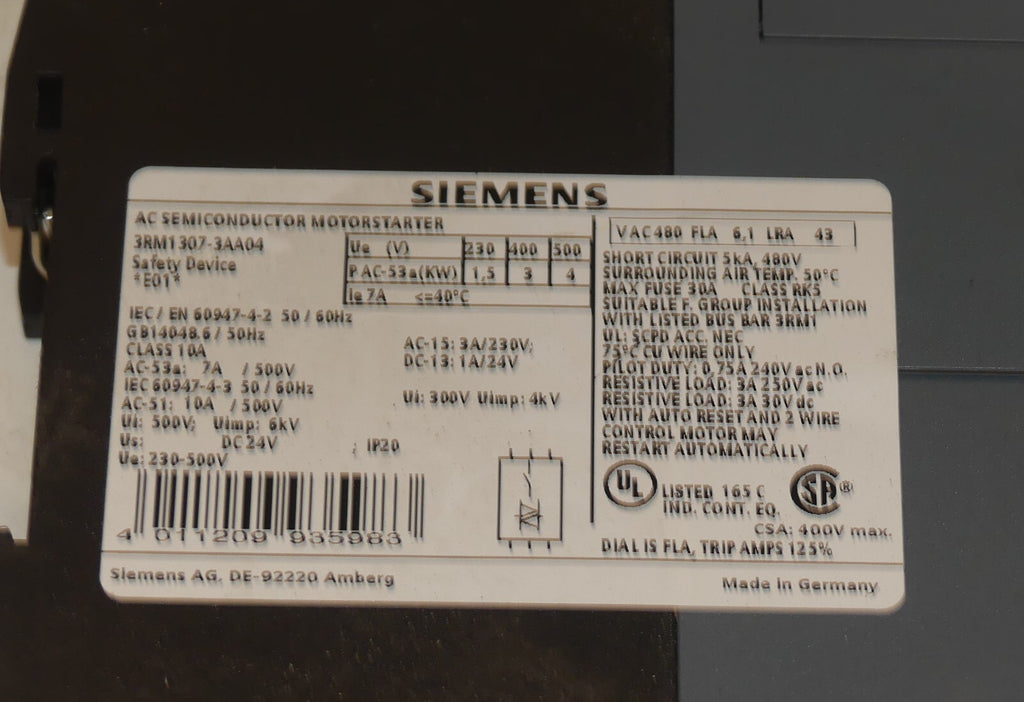 SIEMENS
AC SEMICONDUCTOR MOTORSTARTER
3RM1307-3AA04
Safety Device
*E01*
Ue (V) 230 400 500
P AC-53a(KW) 1,5 3 4
Ie 7A <=40°C
IEC / EN 60947-4-2 50 / 60Hz
GB14048.6 / 50Hz
CLASS 10A
AC-53a: 7A / 500V
IEC 60947-4-3 50 / 60Hz
AC-51: 10A / 500V
Ui: 500V; Uimp: 6kV
Us: DC 24V ; IP20
Ue: 230-500V
AC-15: 3A/230V;
DC-13: 1A/24V
Ui: 300V Uimp: 4kV
4 011209 935983
V AC 480 FLA 6,1 LRA 43
SHORT CIRCUIT 5kA, 480V
SURROUNDING AIR TEMP. 50°C
MAX FUSE 30A CLASS RK5
SUITABLE F. GROUP INSTALLATION
WITH LISTED BUS BAR 3RM1
UL: SCPD ACC. NEC
75°C CU WIRE ONLY
PILOT DUTY: 0,75A 240V ac N.O.
RESISTIVE LOAD: 3A 250V ac
RESISTIVE LOAD: 3A 30V dc
WITH AUTO RESET AND 2 WIRE
CONTROL MOTOR MAY
RESTART AUTOMATICALLY
UL LISTED 165 C
IND. CONT. EQ.
SA ®
CSA: 400V max.
DIAL IS FLA, TRIP AMPS 125%
Siemens AG, DE-92220 Amberg
Made in Germany